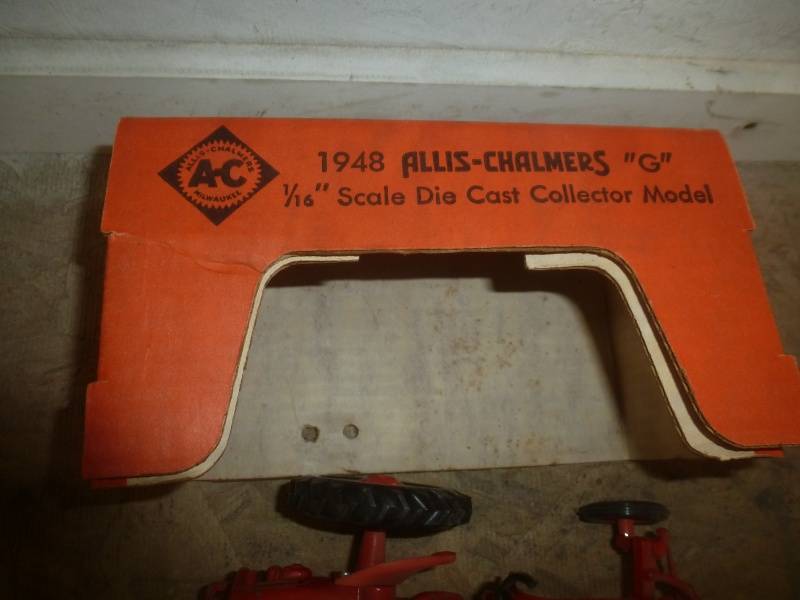 ALLIS-CHALMERS
A-C
MILWAUKEE
1948 ALLIS-CHALMERS "G"
1/16" Scale Die Cast Collector Model